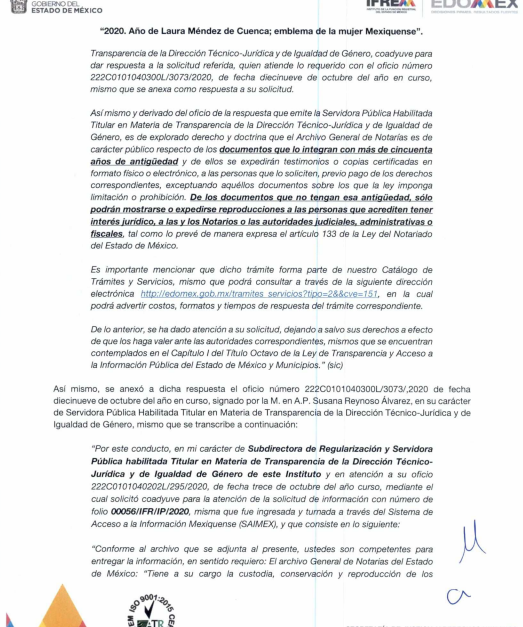 GOBIERNO DEL
ESTADO DE MÉXICO
IFREM
EDOMEX
"2020. Año de Laura Méndez de Cuenca; emblema de la mujer Mexiquense".
Transparencia de la Dirección Técnico-Jurídica y de Igualdad de Género, coadyuve para
dar respuesta a la solicitud referida, quien atiende lo requerido con el oficio número
222C0101040300L/3073/2020, de fecha diecinueve de octubre del año en curso,
mismo que se anexa como respuesta a su solicitud.
Así mismo y derivado del oficio de la respuesta que emite la Servidora Pública Habilitada
Titular en Materia de Transparencia de la Dirección Técnico-Jurídica y de Igualdad de
Género, es de explorado derecho y doctrina que el Archivo General de Notarías es de
carácter público respecto de los documentos que lo integran con más de cincuenta
años de antigüedad y de ellos se expedirán testimonios o copias certificadas en
formato físico o electrónico, a las personas que lo soliciten, previo pago de los derechos
correspondientes, exceptuando aquéllos documentos sobre los que la ley imponga
limitación o prohibición. De los documentos que no tengan esa antigüedad, sólo
podrán mostrarse o expedirse reproducciones a las personas que acrediten tener
interés jurídico, a las y los Notarios o las autoridades judiciales, administrativas o
fiscales, tal como lo prevé de manera expresa el artículo 133 de la Ley del Notariado
del Estado de México.
Es importante mencionar que dicho trámite forma parte de nuestro Catálogo de
Trámites y Servicios, mismo que podrá consultar a través de la siguiente dirección
electrónica http://edomex.gob.mx/tramites_servicios?tipo=2&&cve=151, en la cual
podrá advertir costos, formatos y tiempos de respuesta del trámite correspondiente.
De lo anterior, se ha dado atención a su solicitud, dejando a salvo sus derechos a efecto
de que los haga valer ante las autoridades correspondientes, mismos que se encuentran
contemplados en el Capítulo I del Título Octavo de la Ley de Transparencia y Acceso a
la Información Pública del Estado de México y Municipios." (sic)
Así mismo, se anexó a dicha respuesta el oficio número 222C0101040300L/3073/,2020 de fecha
diecinueve de octubre del año en curso, signado por la M. en A.P. Susana Reynoso Álvarez, en su carácter
de Servidora Pública Habilitada Titular en Materia de Transparencia de la Dirección Técnico-Jurídica y de
Igualdad de Género, mismo que se transcribe a continuación:
"Por este conducto, en mi carácter de Subdirectora de Regularización y Servidora
Pública habilitada Titular en Materia de Transparencia de la Dirección Técnico-
Jurídica y de Igualdad de Género de este Instituto y en atención a su oficio
222C0101040202L/295/2020, de fecha trece de octubre del año curso, mediante el
cual solicitó coadyuve para la atención de la solicitud de información con número de
folio 00056/IFR/IP/2020, misma que fue ingresada y turnada a través del Sistema de
Acceso a la Información Mexiquense (SAIMEX), y que consiste en lo siguiente:
"Conforme al archivo que se adjunta al presente, ustedes son competentes para
entregar la información, en sentido requiero: El archivo General de Notarias del Estado
de México: "Tiene a su cargo la custodia, conservación y reproducción de los
ISO 9001:2015
ATR